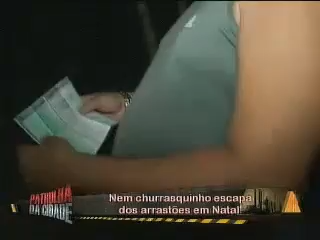 PATRULHA
DA CIDADE
Nem churrasquinho escapa
dos arrastões em Natal!